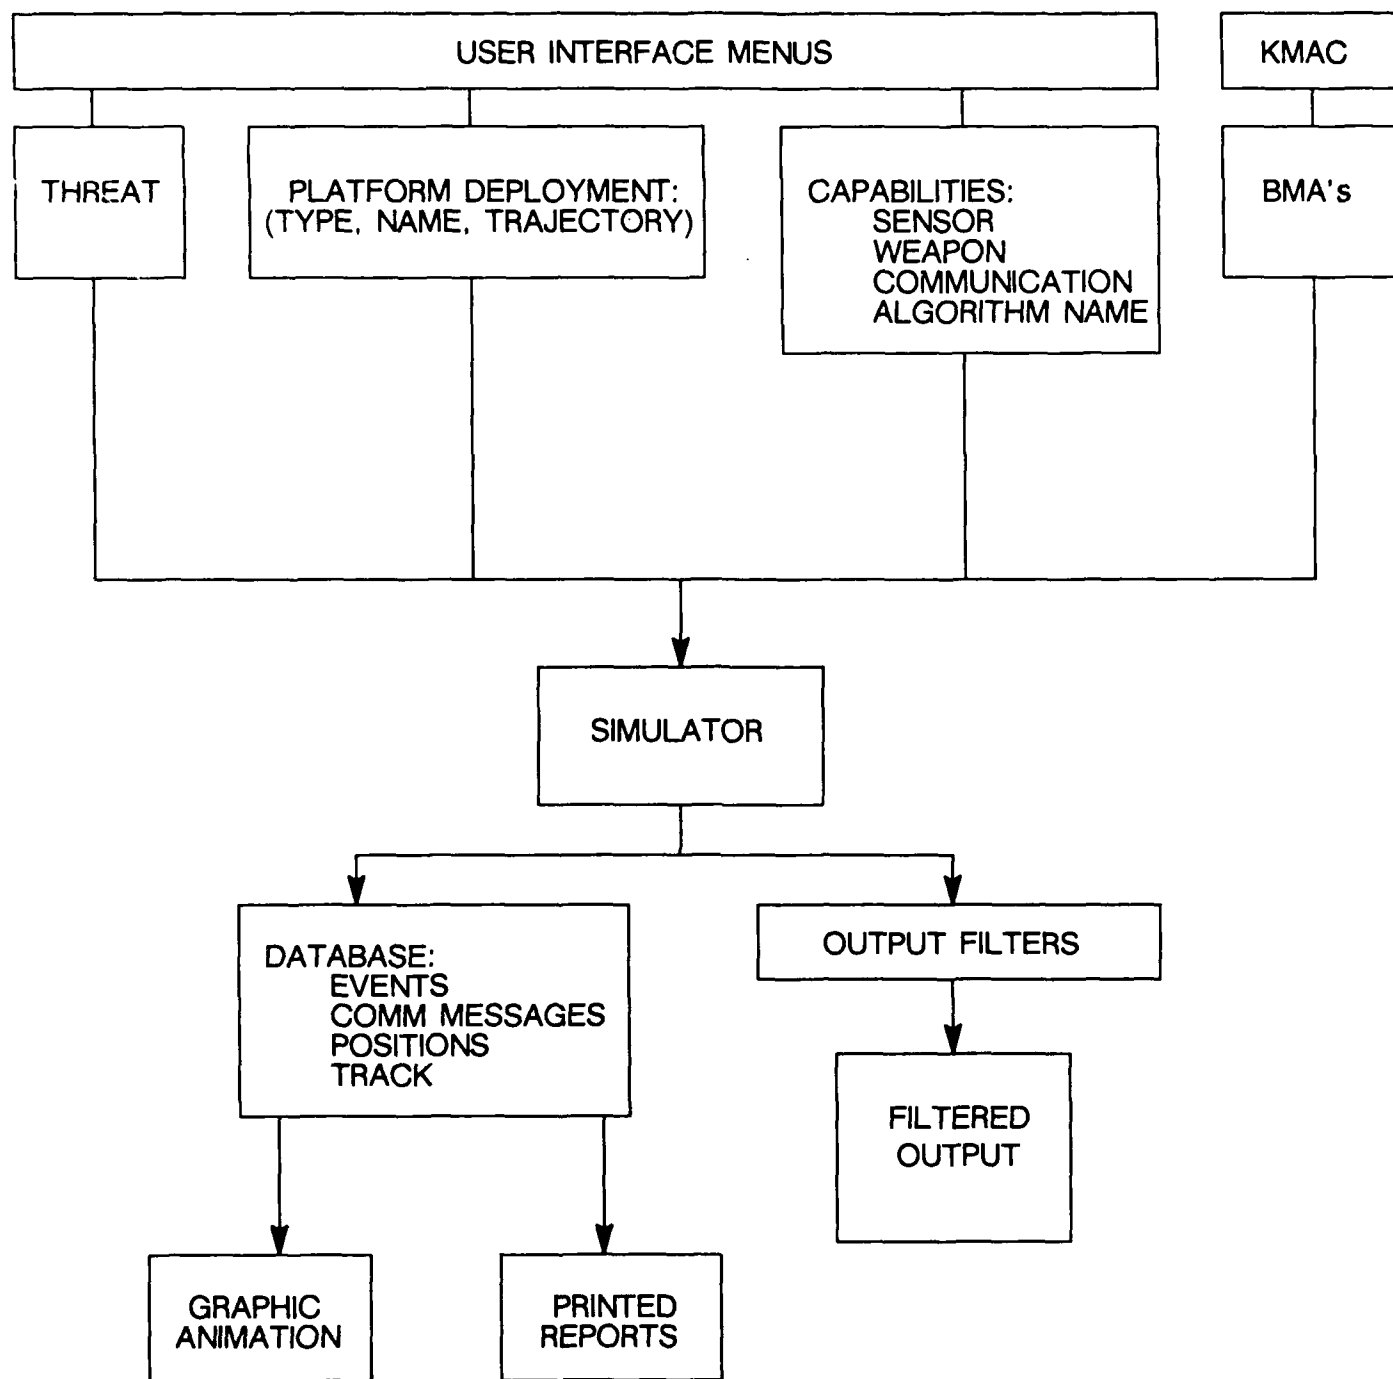 USER INTERFACE MENUS
KMAC
THREAT
PLATFORM DEPLOYMENT:
(TYPE, NAME, TRAJECTORY)
CAPABILITIES:
SENSOR
WEAPON
COMMUNICATION
ALGORITHM NAME
BMA's
SIMULATOR
DATABASE:
EVENTS
COMM MESSAGES
POSITIONS
TRACK
OUTPUT FILTERS
FILTERED
OUTPUT
GRAPHIC
ANIMATION
PRINTED
REPORTS